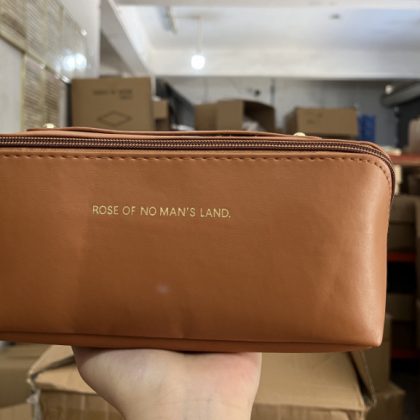 ROSE OF NO MAN'S LAND.